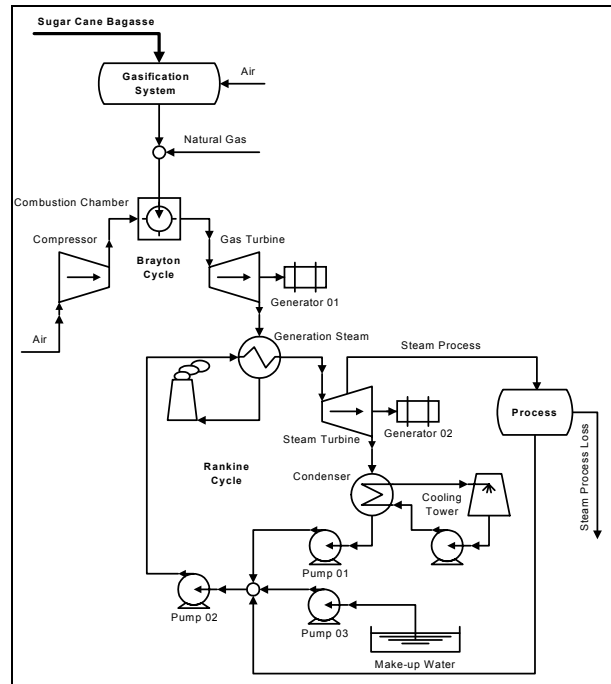 Sugar Cane Bagasse
Gasification
System
Air
Natural Gas
Combustion Chamber
Compressor
Gas Turbine
Brayton
Cycle
Generator 01
Air
Generation Steam
Steam Process
Process
Steam Turbine
Generator 02
Steam Process Loss
Rankine
Cycle
Condenser
Cooling
Tower
Pump 01
Pump 02
Pump 03
Make-up Water